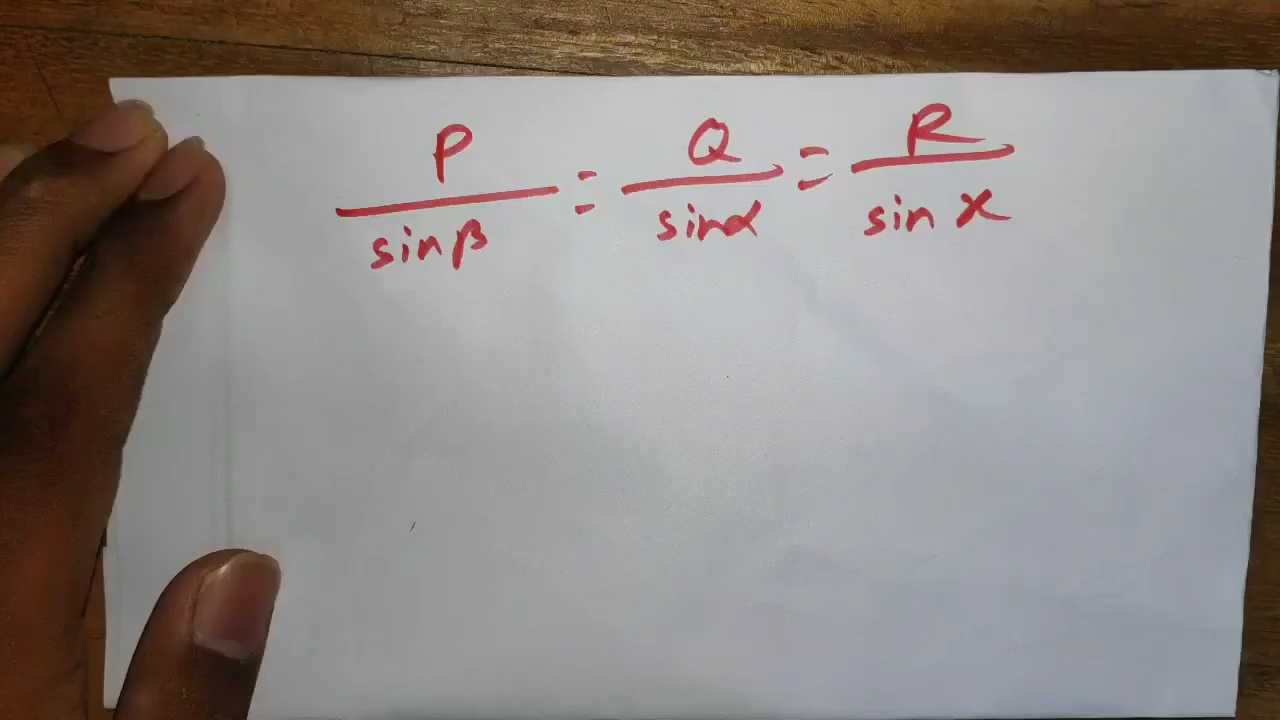 P/sinβ = Q/sinα = R/sin x